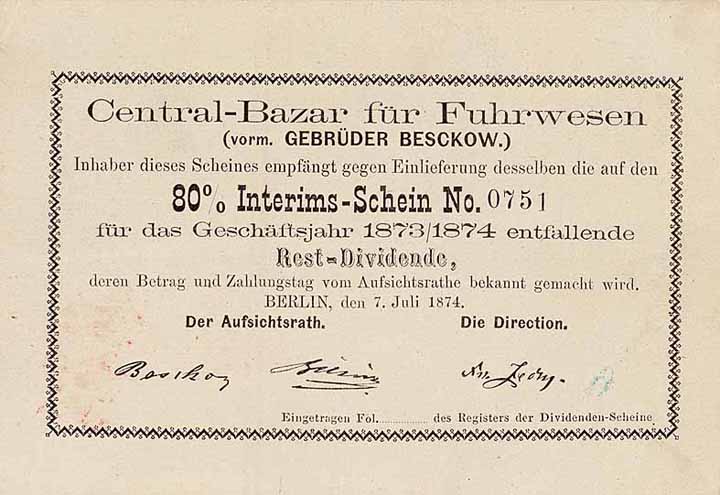 Central-Bazar für Fuhrwesen
(vorm. GEBRÜDER BESCKOW.)
Inhaber dieses Scheines empfängt gegen Einlieferung desselben die auf den
80% Interims-Schein No. 0751
für das Geschäftsjahr 1873/1874 entfallende
Rest-Dividende,
deren Betrag und Zahlungstag vom Aufsichtsrathe bekannt gemacht wird.
BERLIN, den 7. Juli 1874.
Der Aufsichtsrath. Die Direction.
Besckow
Eingetragen Fol. des Registers der Dividenden-Scheine